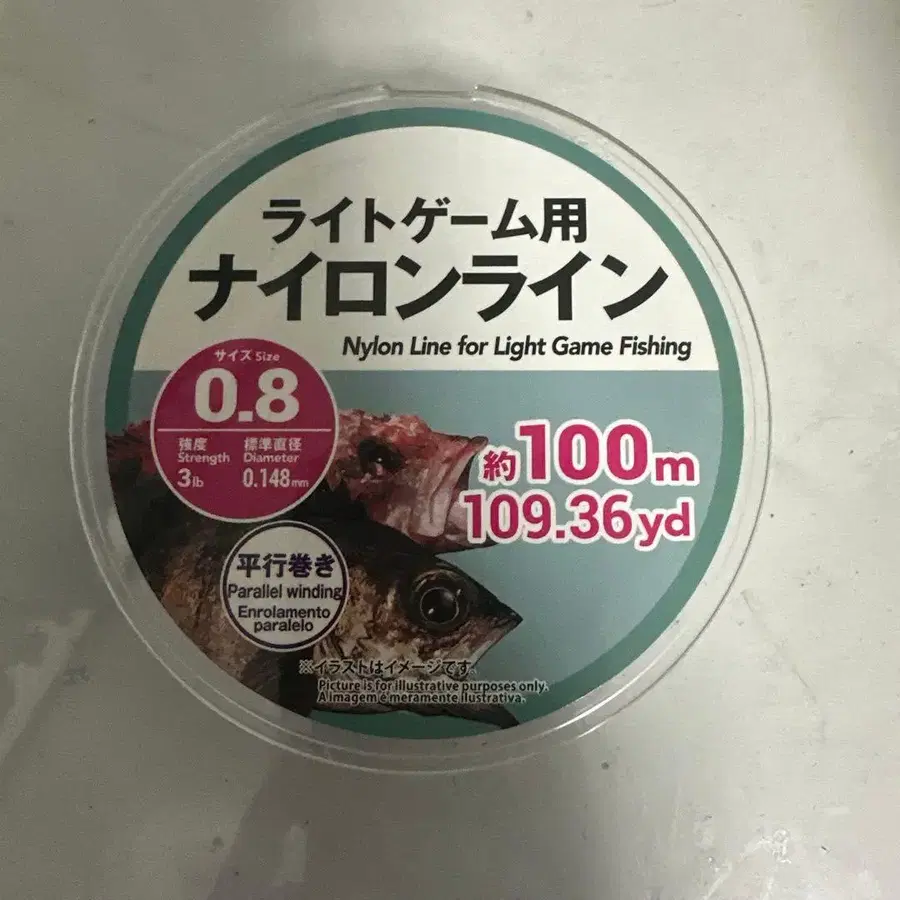 ライトゲーム用
ナイロンライン
Nylon Line for Light Game Fishing
サイズ Size
0.8
強度 標準直径
Strength Diameter
3lb 0.148mm
約100m
109.36yd
平行巻き
Parallel winding
Enrolamento
paralelo
※イラストはイメージです。
Picture is for illustrative purposes only.
A imagem é meramente ilustrativa.